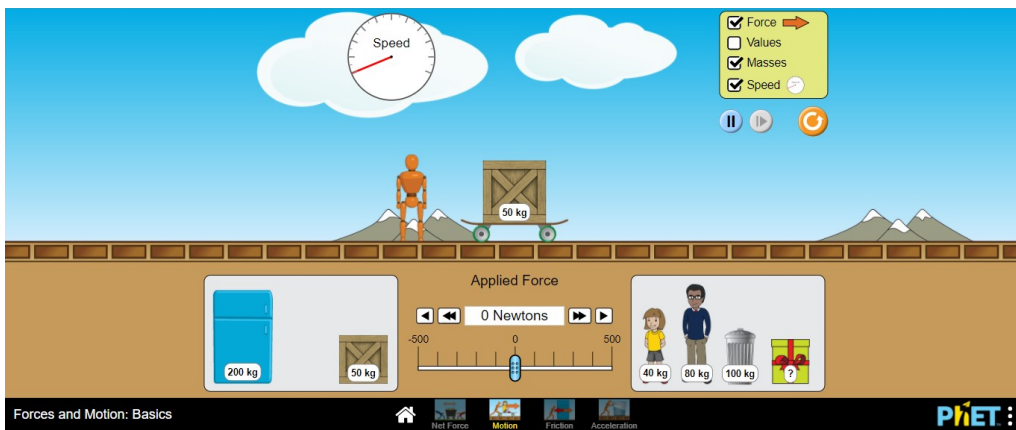 Speed
Force
Values
Masses
Speed
50 kg
Applied Force
0 Newtons
-500 0 500
200 kg
50 kg
40 kg
80 kg
100 kg
?
Forces and Motion: Basics
Net Force
Motion
Friction
Acceleration
PhET